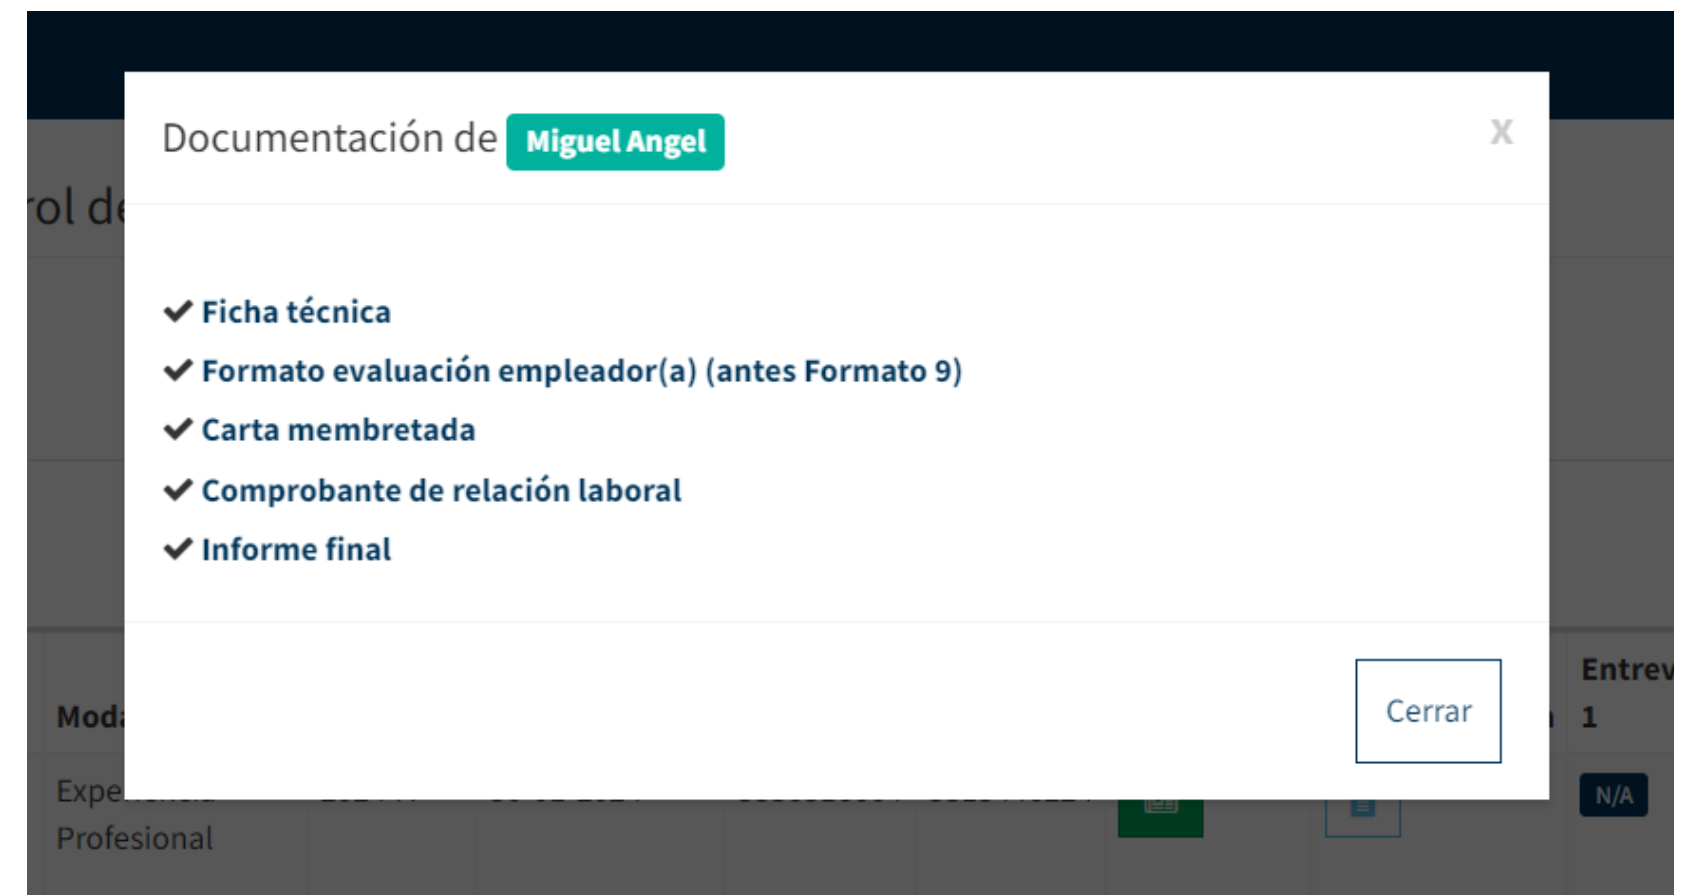 Documentación de Miguel Angel
x
rol de
✔ Ficha técnica
✔ Formato evaluación empleador(a) (antes Formato 9)
✔ Carta membretada
✔ Comprobante de relación laboral
✔ Informe final
Cerrar
Entrev
1
N/A
Profesional